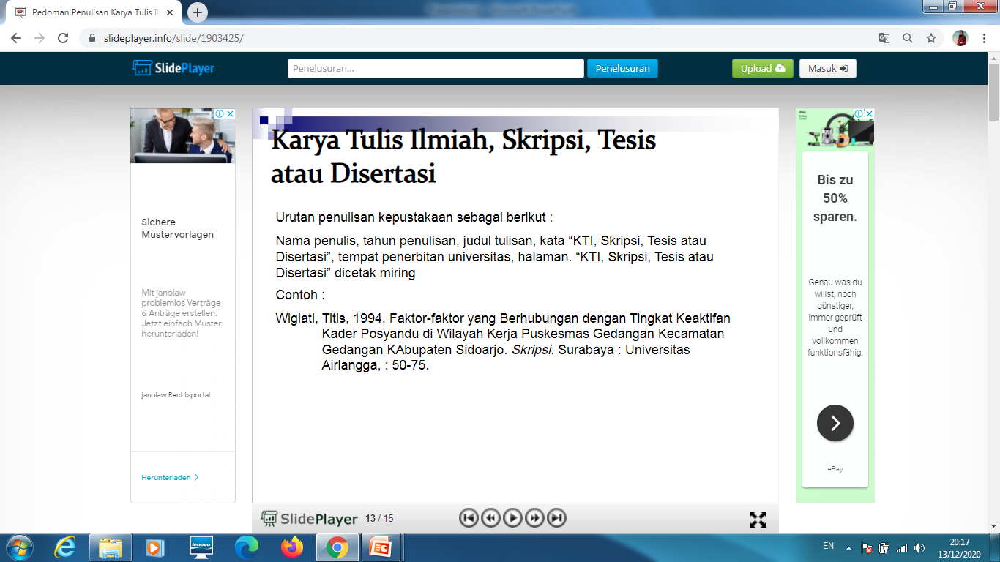 Pedoman Penulisan Karya Tulis Il
slideplayer.info/slide/1903425/
SlidePlayer
Penelusuran...
Penelusuran
Upload
Masuk
Karya Tulis Ilmiah, Skripsi, Tesis
atau Disertasi
Urutan penulisan kepustakaan sebagai berikut :
Nama penulis, tahun penulisan, judul tulisan, kata “KTI, Skripsi, Tesis atau
Disertasi”, tempat penerbitan universitas, halaman. “KTI, Skripsi, Tesis atau
Disertasi” dicetak miring
Contoh :
Wigiati, Titis, 1994. Faktor-faktor yang Berhubungan dengan Tingkat Keaktifan
Kader Posyandu di Wilayah Kerja Puskesmas Gedangan Kecamatan
Gedangan KAbupaten Sidoarjo. Skripsi. Surabaya : Universitas
Airlangga, : 50-75.
Sichere
Mustervorlagen
Mit janolaw
problemlos Verträge
& Anträge erstellen.
Jetzt einfach Muster
herunterladen!
janolaw Rechtsportal
Herunterladen
Bis zu
50%
sparen.
Genau was du
willst, noch
günstiger,
immer geprüft
und
vollkommen
funktionsfähig.
eBay
SlidePlayer
13 / 15
lenovo
EN
20:17
13/12/2020